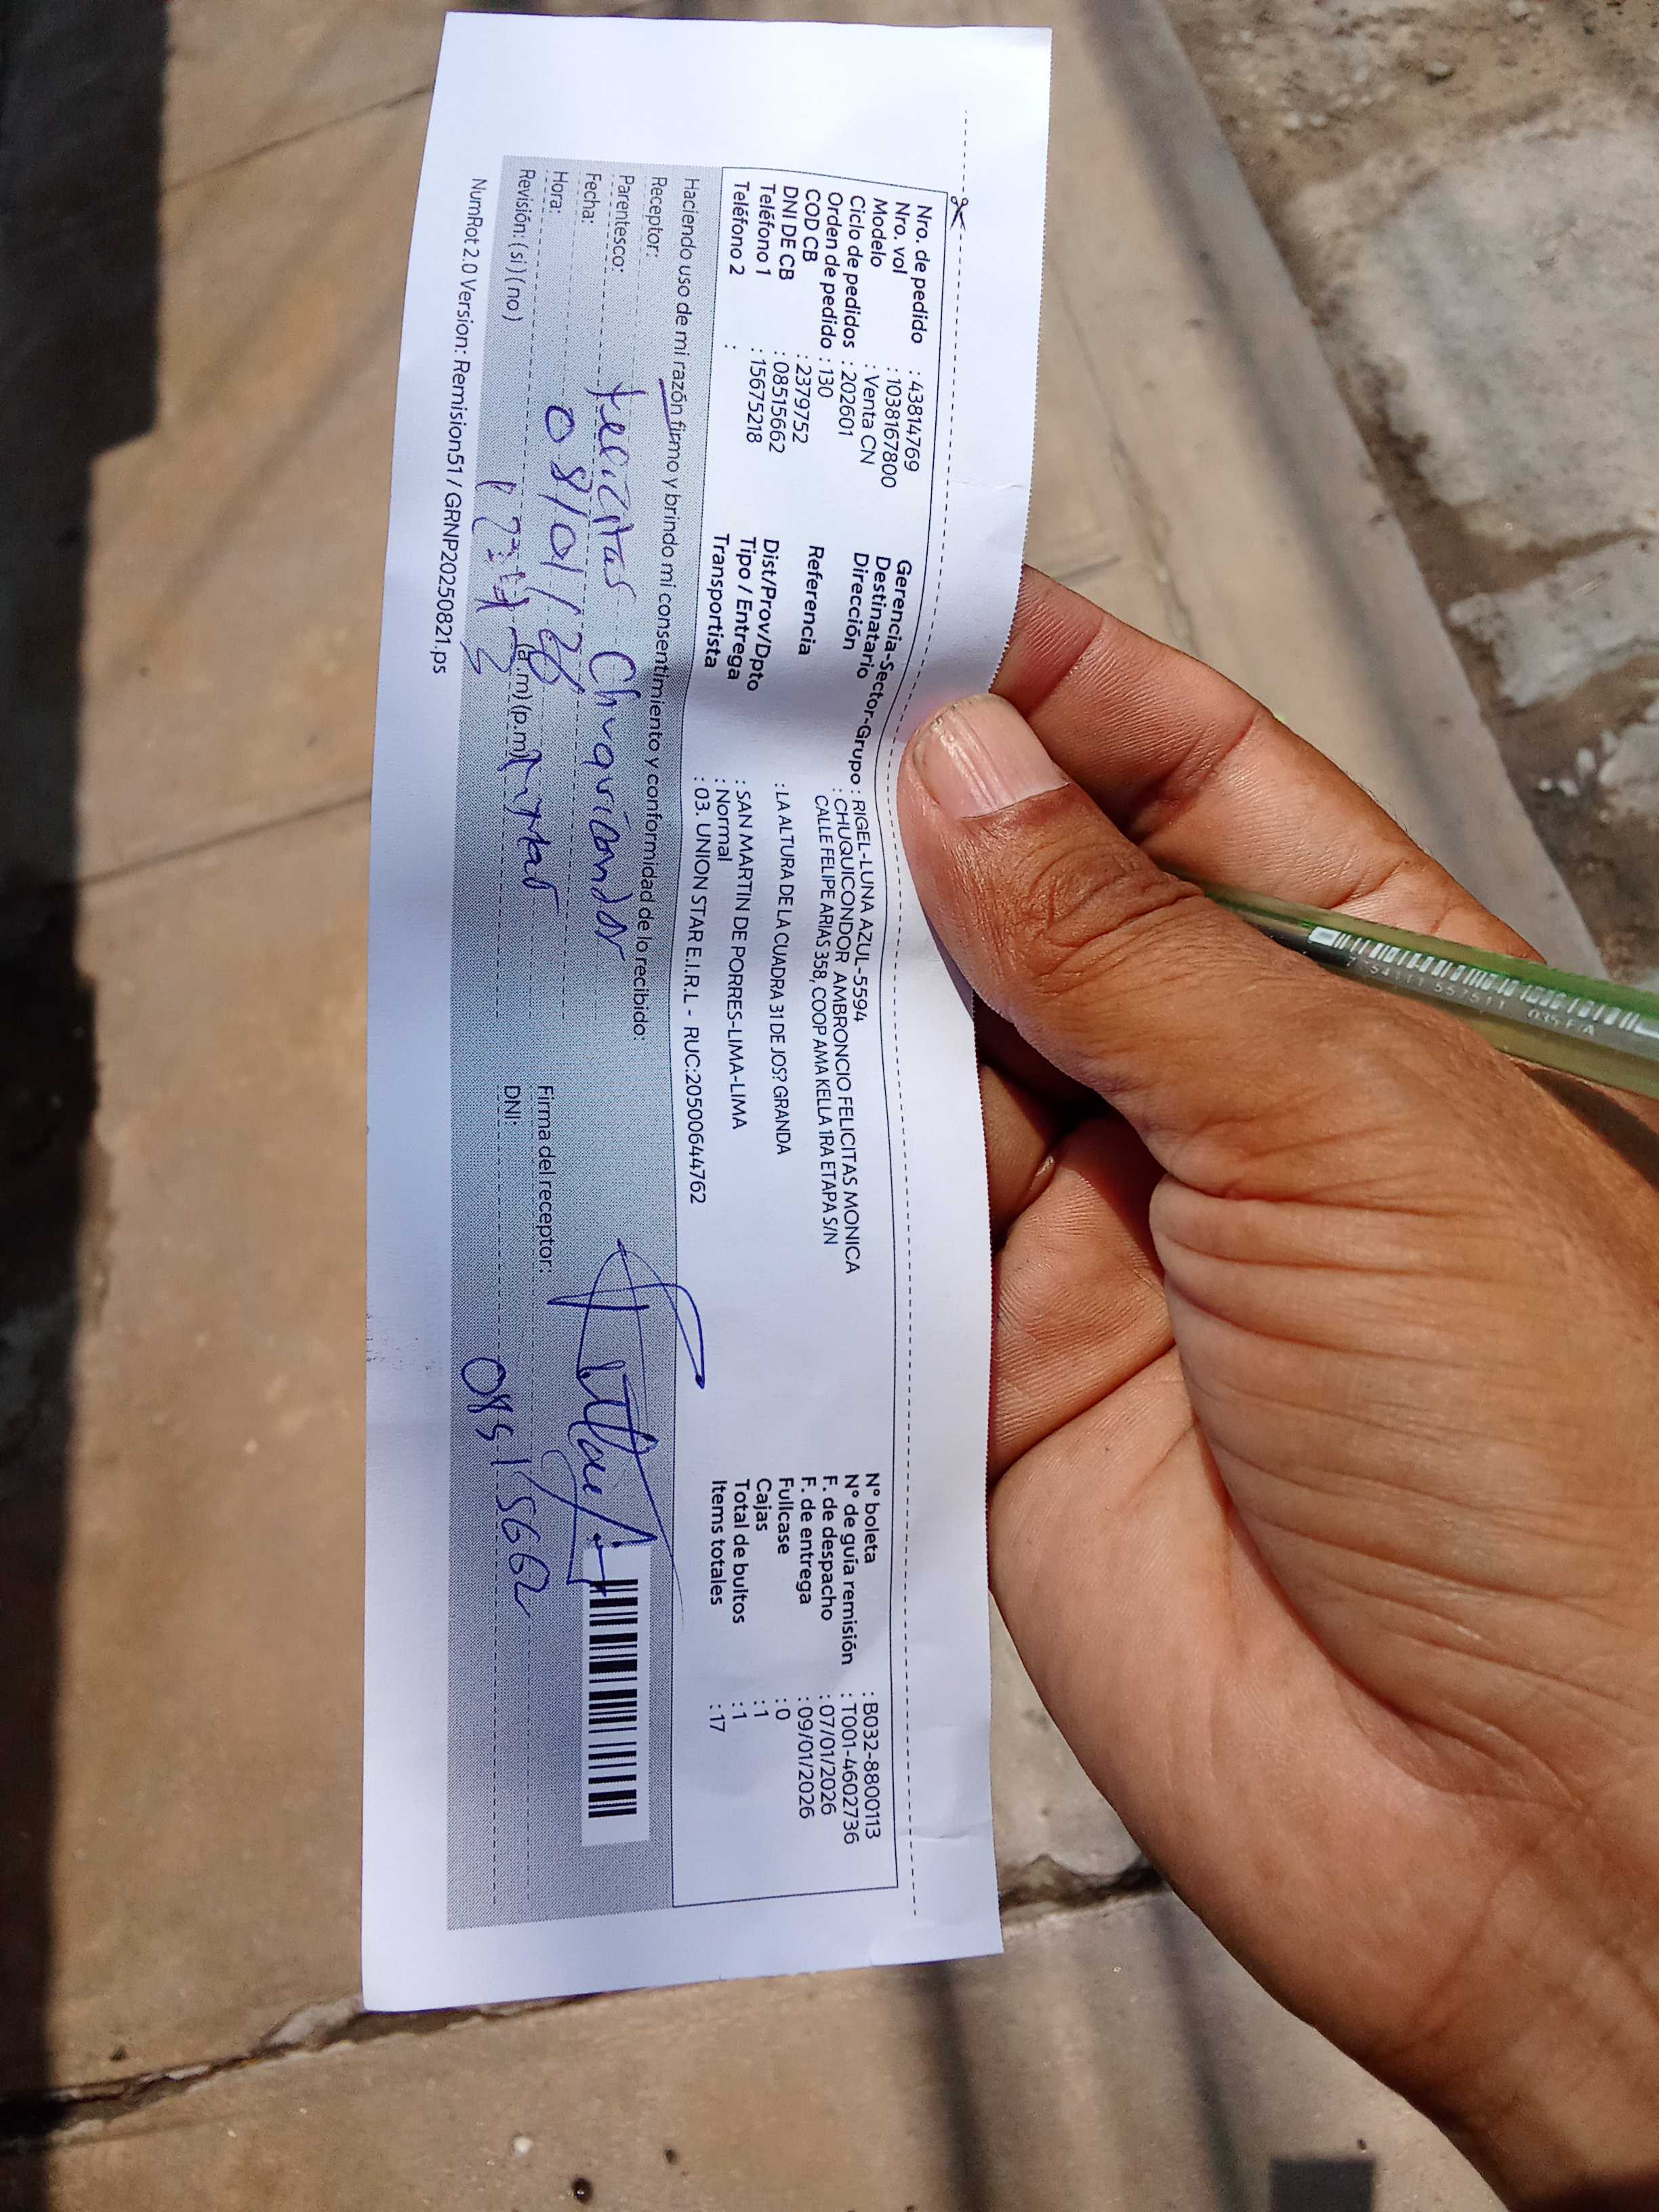 Nro. de pedido : 43814769
Nro. vol : 1038167800
Modelo : Venta CN
Ciclo de pedidos : 202601
Orden de pedido : 130
COD CB : 2379752
DNI DE CB : 08515662
Teléfono 1 : 15675218
Teléfono 2 :
Gerencia-Sector-Grupo : RIGEL-LUNA AZUL-5594
Destinatario : CHUQUICONDOR AMBRONCIO FELICITAS MONICA
Dirección CALLE FELIPE ARIAS 358, COOP AMA KELLA 1RA ETAPA S/N
Referencia : LA ALTURA DE LA CUADRA 31 DE JOS? GRANDA
Dist/Prov/Dpto : SAN MARTIN DE PORRES-LIMA-LIMA
Tipo / Entrega : Normal
Transportista : 03. UNION STAR E.I.R.L - RUC:20500644762
N° boleta : B032-8800113
N° de guía remisión : T001-4602736
F. de despacho : 07/01/2026
F. de entrega : 09/01/2026
Fullcase : 0
Cajas : 1
Total de bultos : 1
Items totales : 17
Haciendo uso de mi razón firmo y brindo mi consentimiento y conformidad de lo recibido:
Receptor:
Parentesco: Felicitas Chuquicondor
Fecha: 08/01/26
Hora: (a.m) (p.m)
Revisión: ( si ) ( no )
Firma del receptor:
DNI: 08515662
NumRot 2.0 Version: Remision51 / GRNP20250821.ps
7 54111 557511 035 F/A